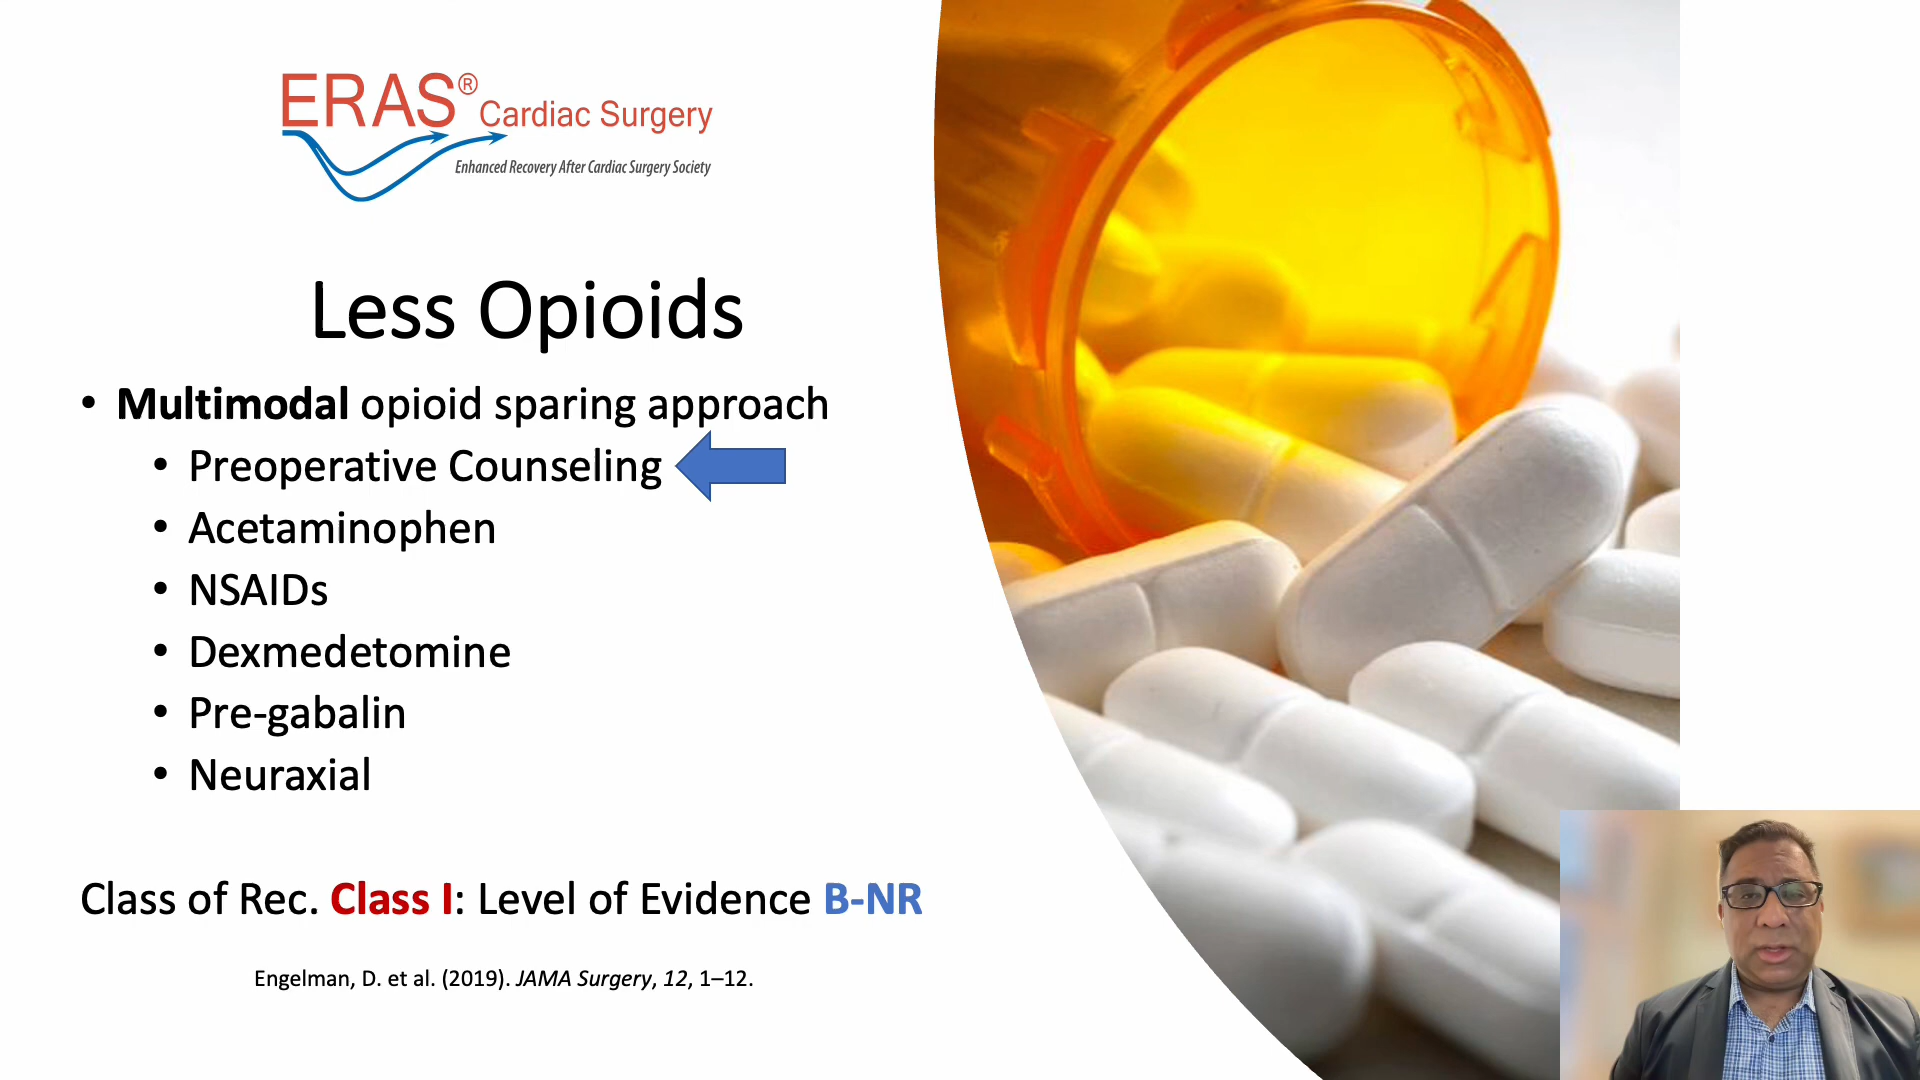 ERAS® Cardiac Surgery
Enhanced Recovery After Cardiac Surgery Society
Less Opioids
• Multimodal opioid sparing approach
• Preoperative Counseling
• Acetaminophen
• NSAIDs
• Dexmedetomine
• Pre-gabalin
• Neuraxial
Class of Rec. Class I: Level of Evidence B-NR
Engelman, D. et al. (2019). JAMA Surgery, 12, 1–12.